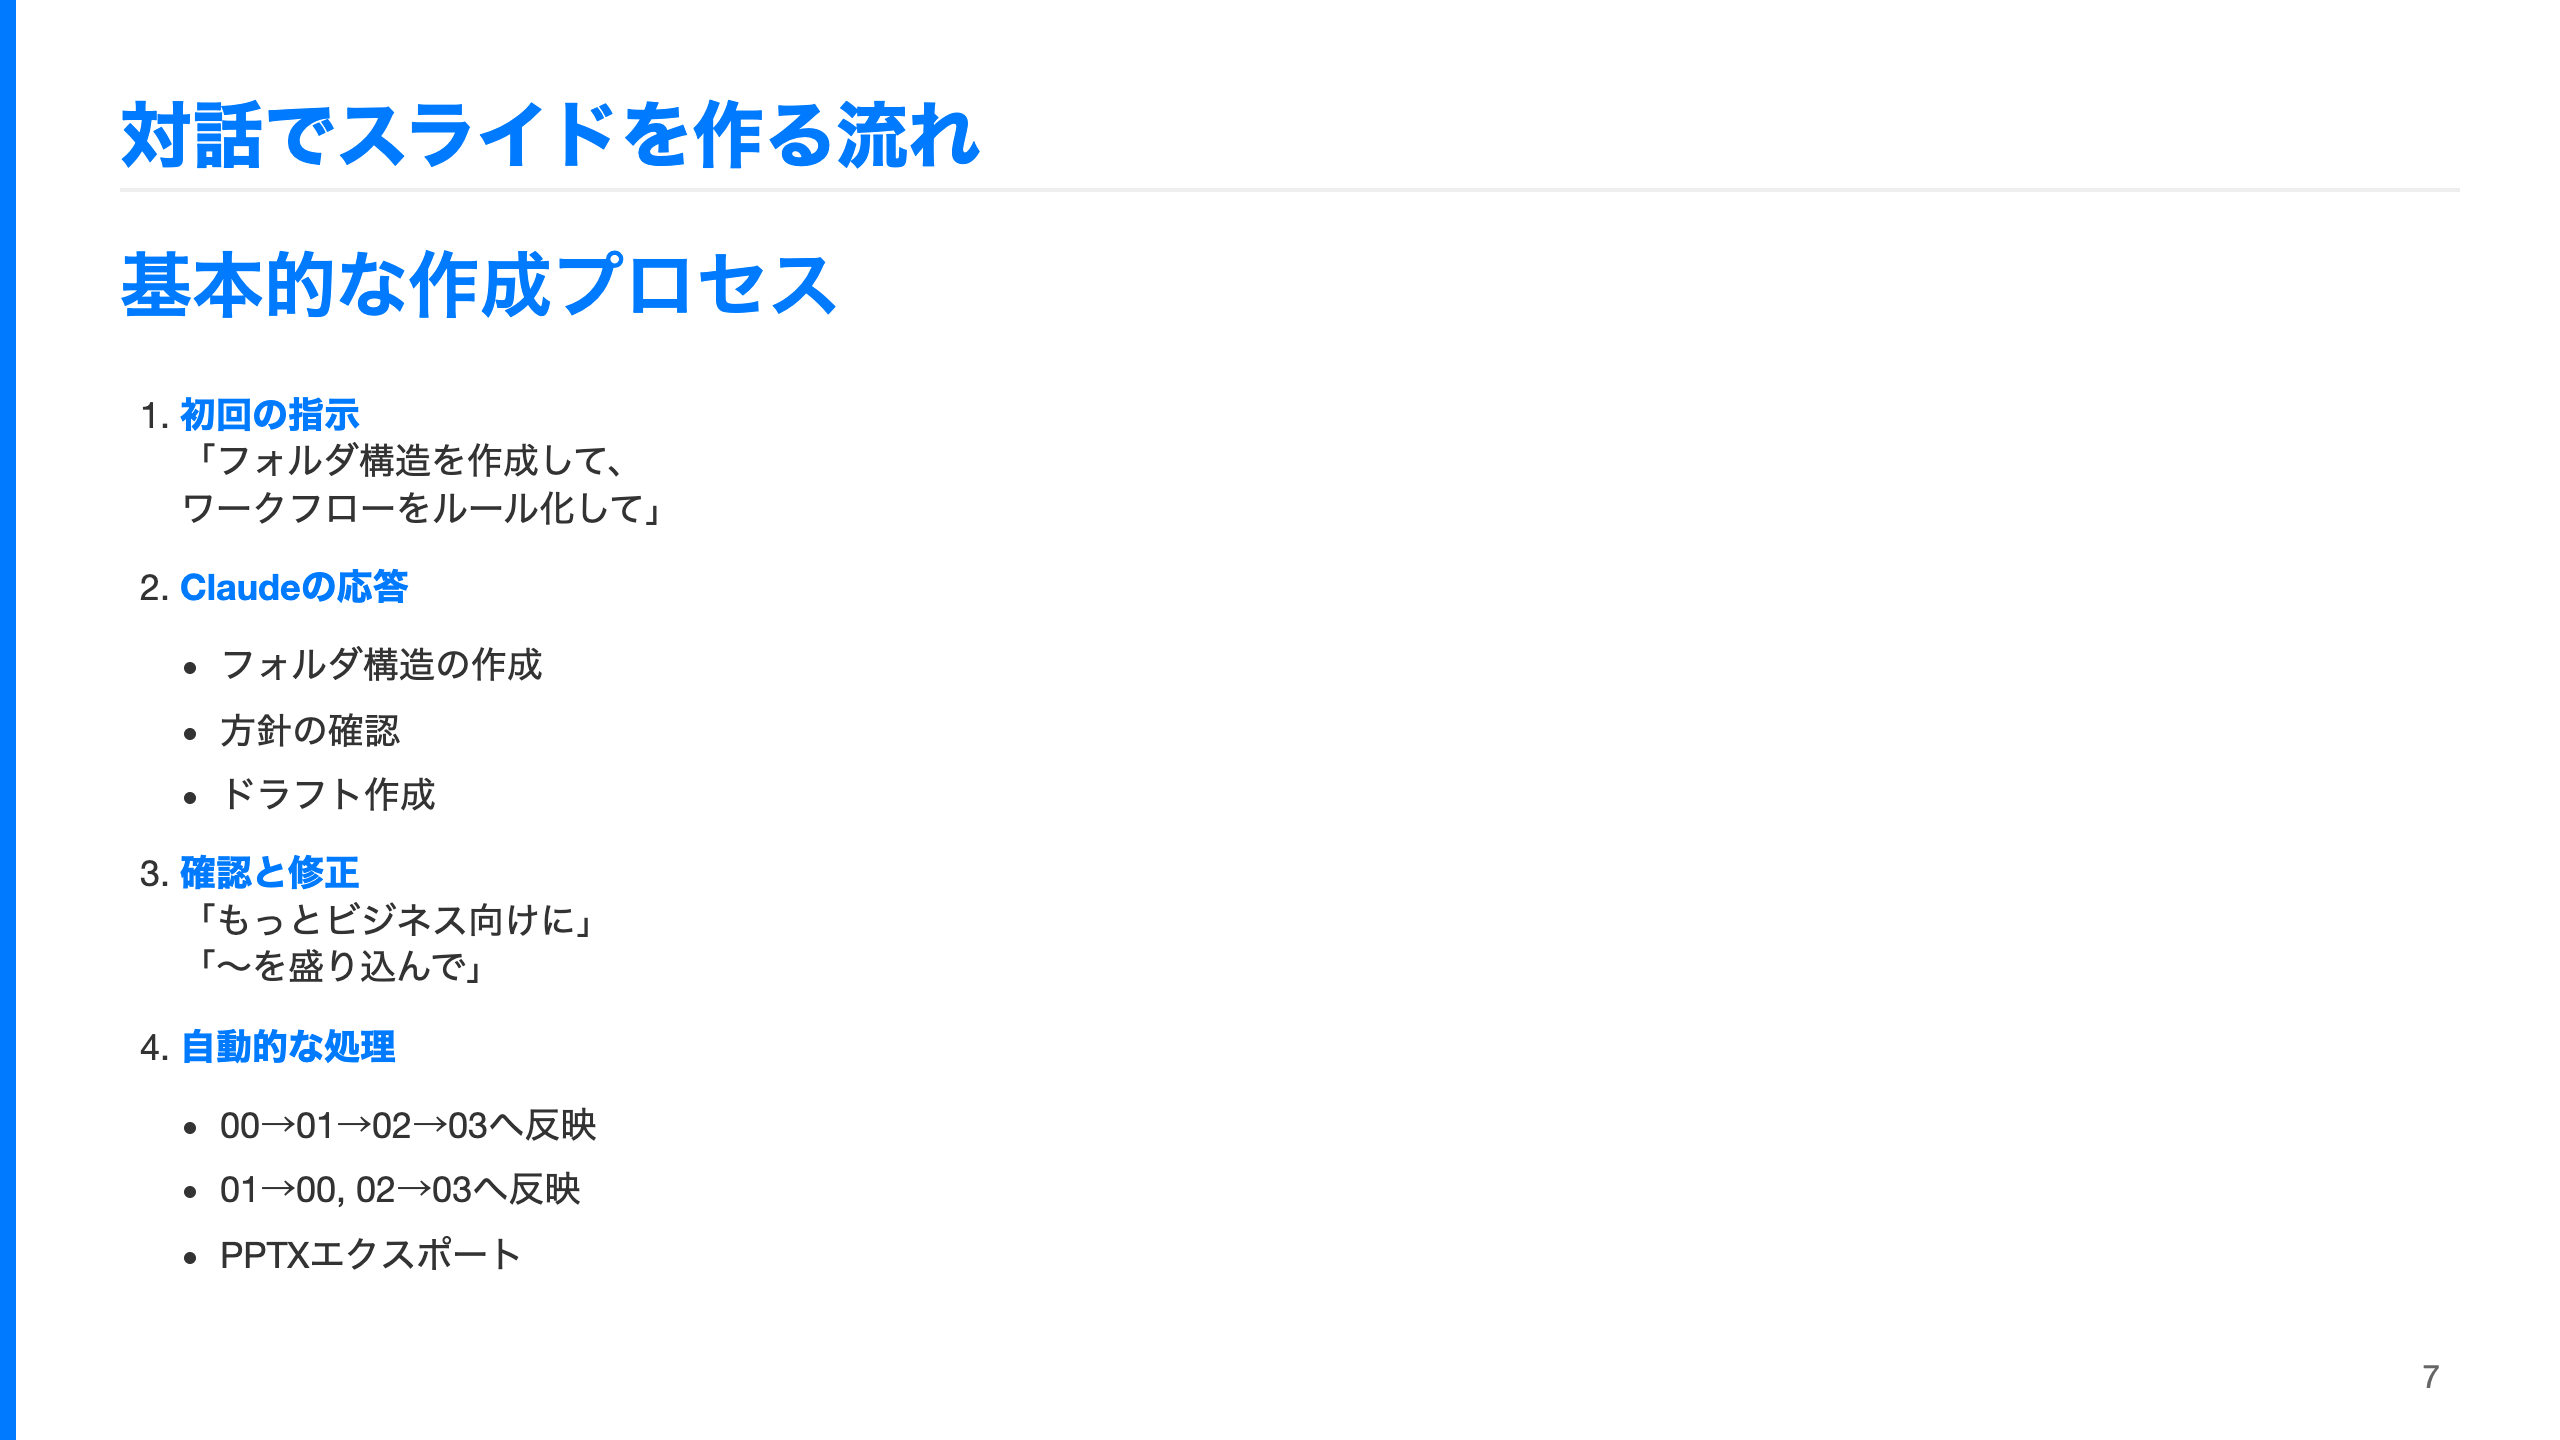 対話でスライドを作る流れ
基本的な作成プロセス
1. 初回の指示
「フォルダ構造を作成して、
ワークフローをルール化して」
2. Claudeの応答
• フォルダ構造の作成
• 方針の確認
• ドラフト作成
3. 確認と修正
「もっとビジネス向けに」
「〜を盛り込んで」
4. 自動的な処理
• 00→01→02→03へ反映
• 01→00, 02→03へ反映
• PPTXエクスポート
7